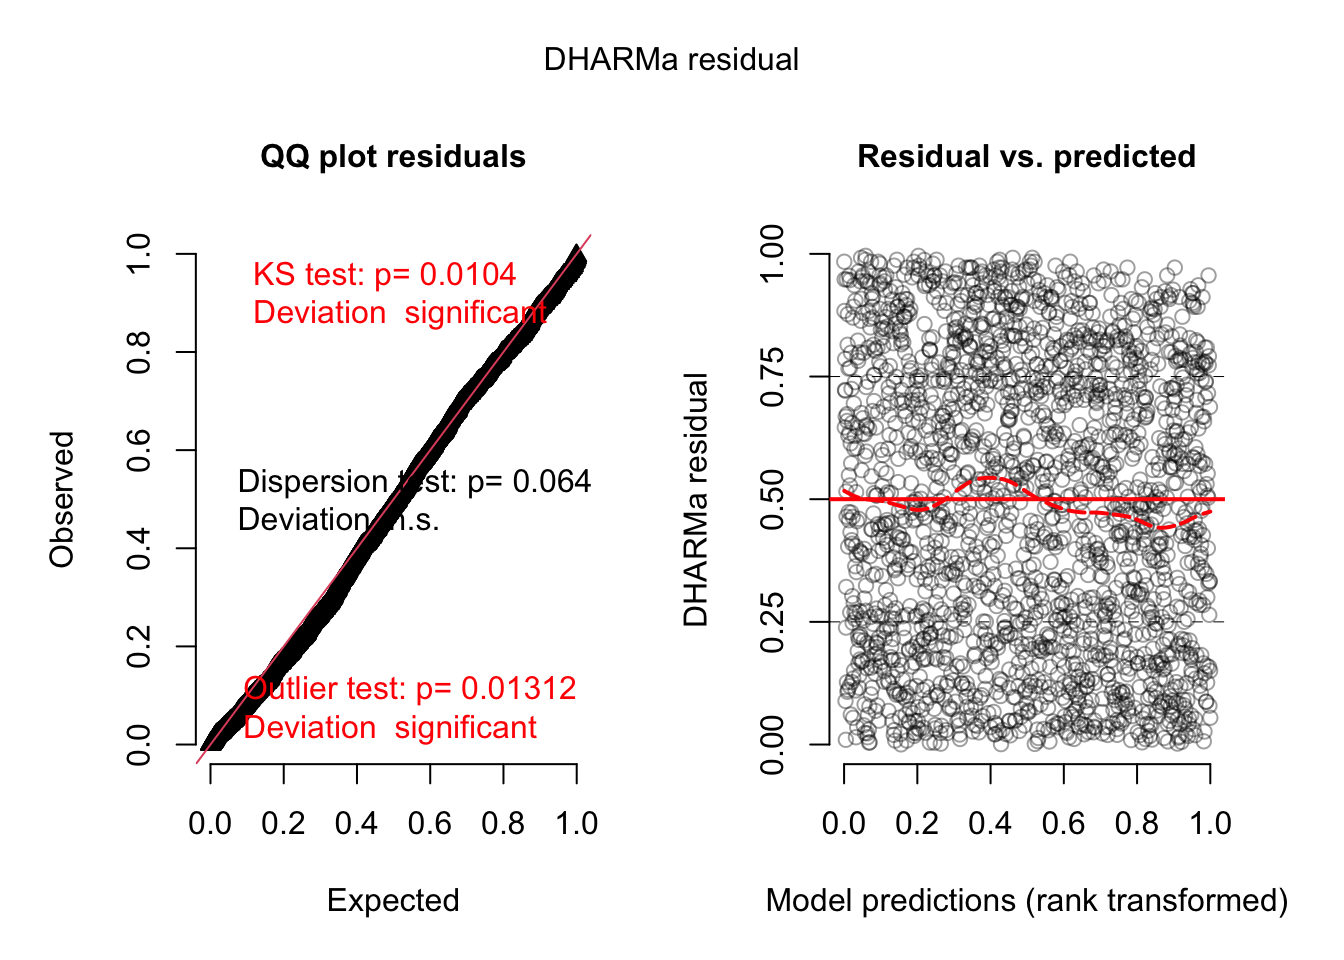 DHARMa residual
QQ plot residuals
KS test: p= 0.0104
Deviation  significant
Dispersion test: p= 0.064
Deviation n.s.
Outlier test: p= 0.01312
Deviation  significant
Observed
0.0 0.2 0.4 0.6 0.8 1.0
0.0 0.2 0.4 0.6 0.8 1.0
Expected
Residual vs. predicted
DHARMa residual
0.00 0.25 0.50 0.75 1.00
0.0 0.2 0.4 0.6 0.8 1.0
Model predictions (rank transformed)